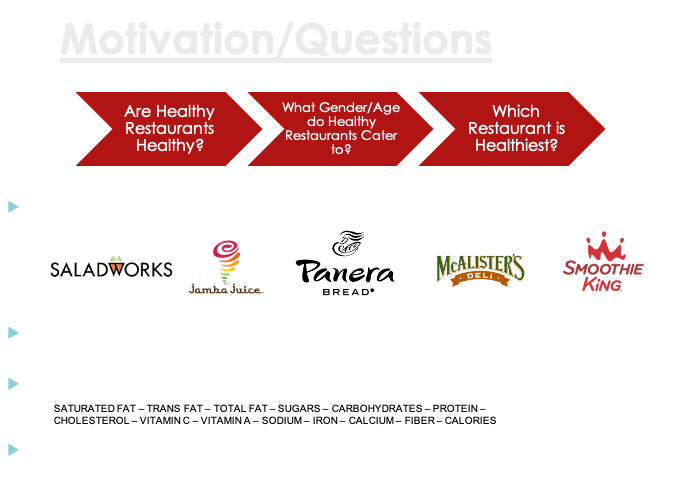 Motivation/Questions
Are Healthy
Restaurants
Healthy?
What Gender/Age
do Healthy
Restaurants Cater
to?
Which
Restaurant is
Healthiest?
SALADWORKS
Jamba Juice
Panera
BREAD
McALISTER'S
DELI
SMOOTHIE
KING
SATURATED FAT – TRANS FAT – TOTAL FAT – SUGARS – CARBOHYDRATES – PROTEIN –
CHOLESTEROL – VITAMIN C – VITAMIN A – SODIUM – IRON – CALCIUM – FIBER – CALORIES